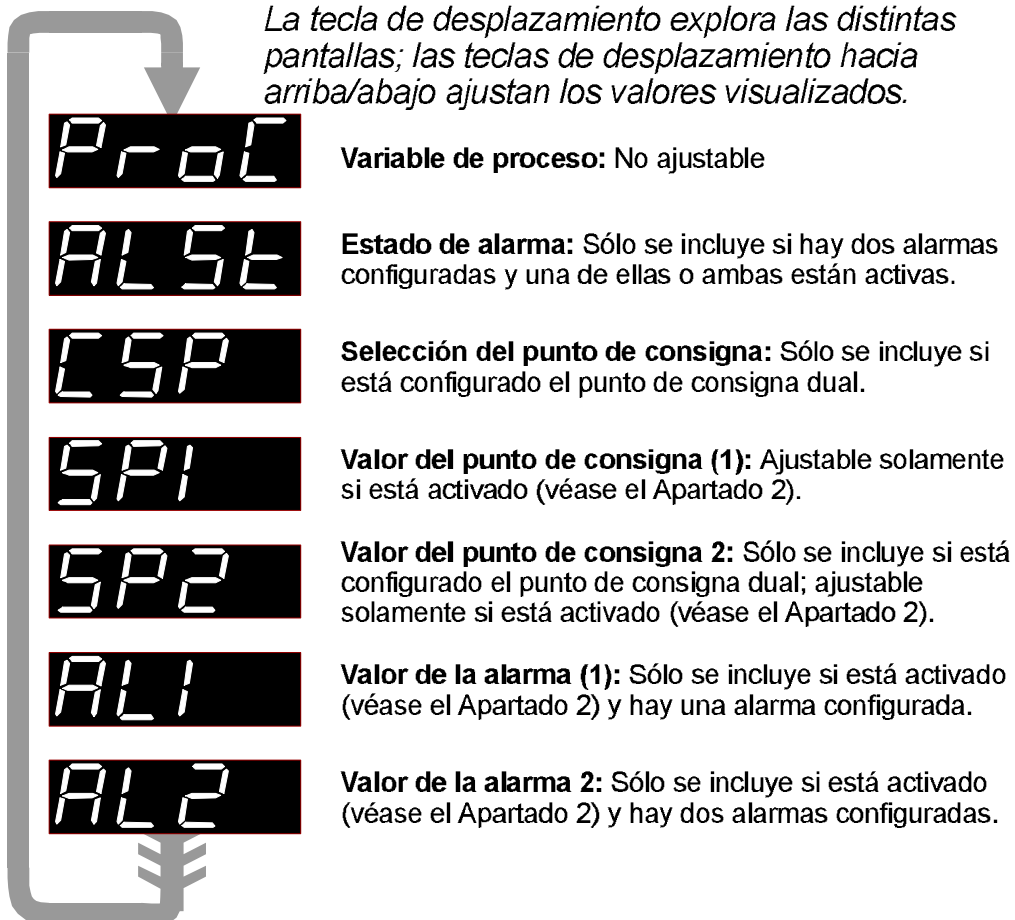 La tecla de desplazamiento explora las distintas
pantallas; las teclas de desplazamiento hacia
arriba/abajo ajustan los valores visualizados.
ProC
Variable de proceso: No ajustable
ALSt
Estado de alarma: Sólo se incluye si hay dos alarmas
configuradas y una de ellas o ambas están activas.
CSP
Selección del punto de consigna: Sólo se incluye si
está configurado el punto de consigna dual.
SP1
Valor del punto de consigna (1): Ajustable solamente
si está activado (véase el Apartado 2).
SP2
Valor del punto de consigna 2: Sólo se incluye si está
configurado el punto de consigna dual; ajustable
solamente si está activado (véase el Apartado 2).
AL1
Valor de la alarma (1): Sólo se incluye si está activado
(véase el Apartado 2) y hay una alarma configurada.
AL2
Valor de la alarma 2: Sólo se incluye si está activado
(véase el Apartado 2) y hay dos alarmas configuradas.